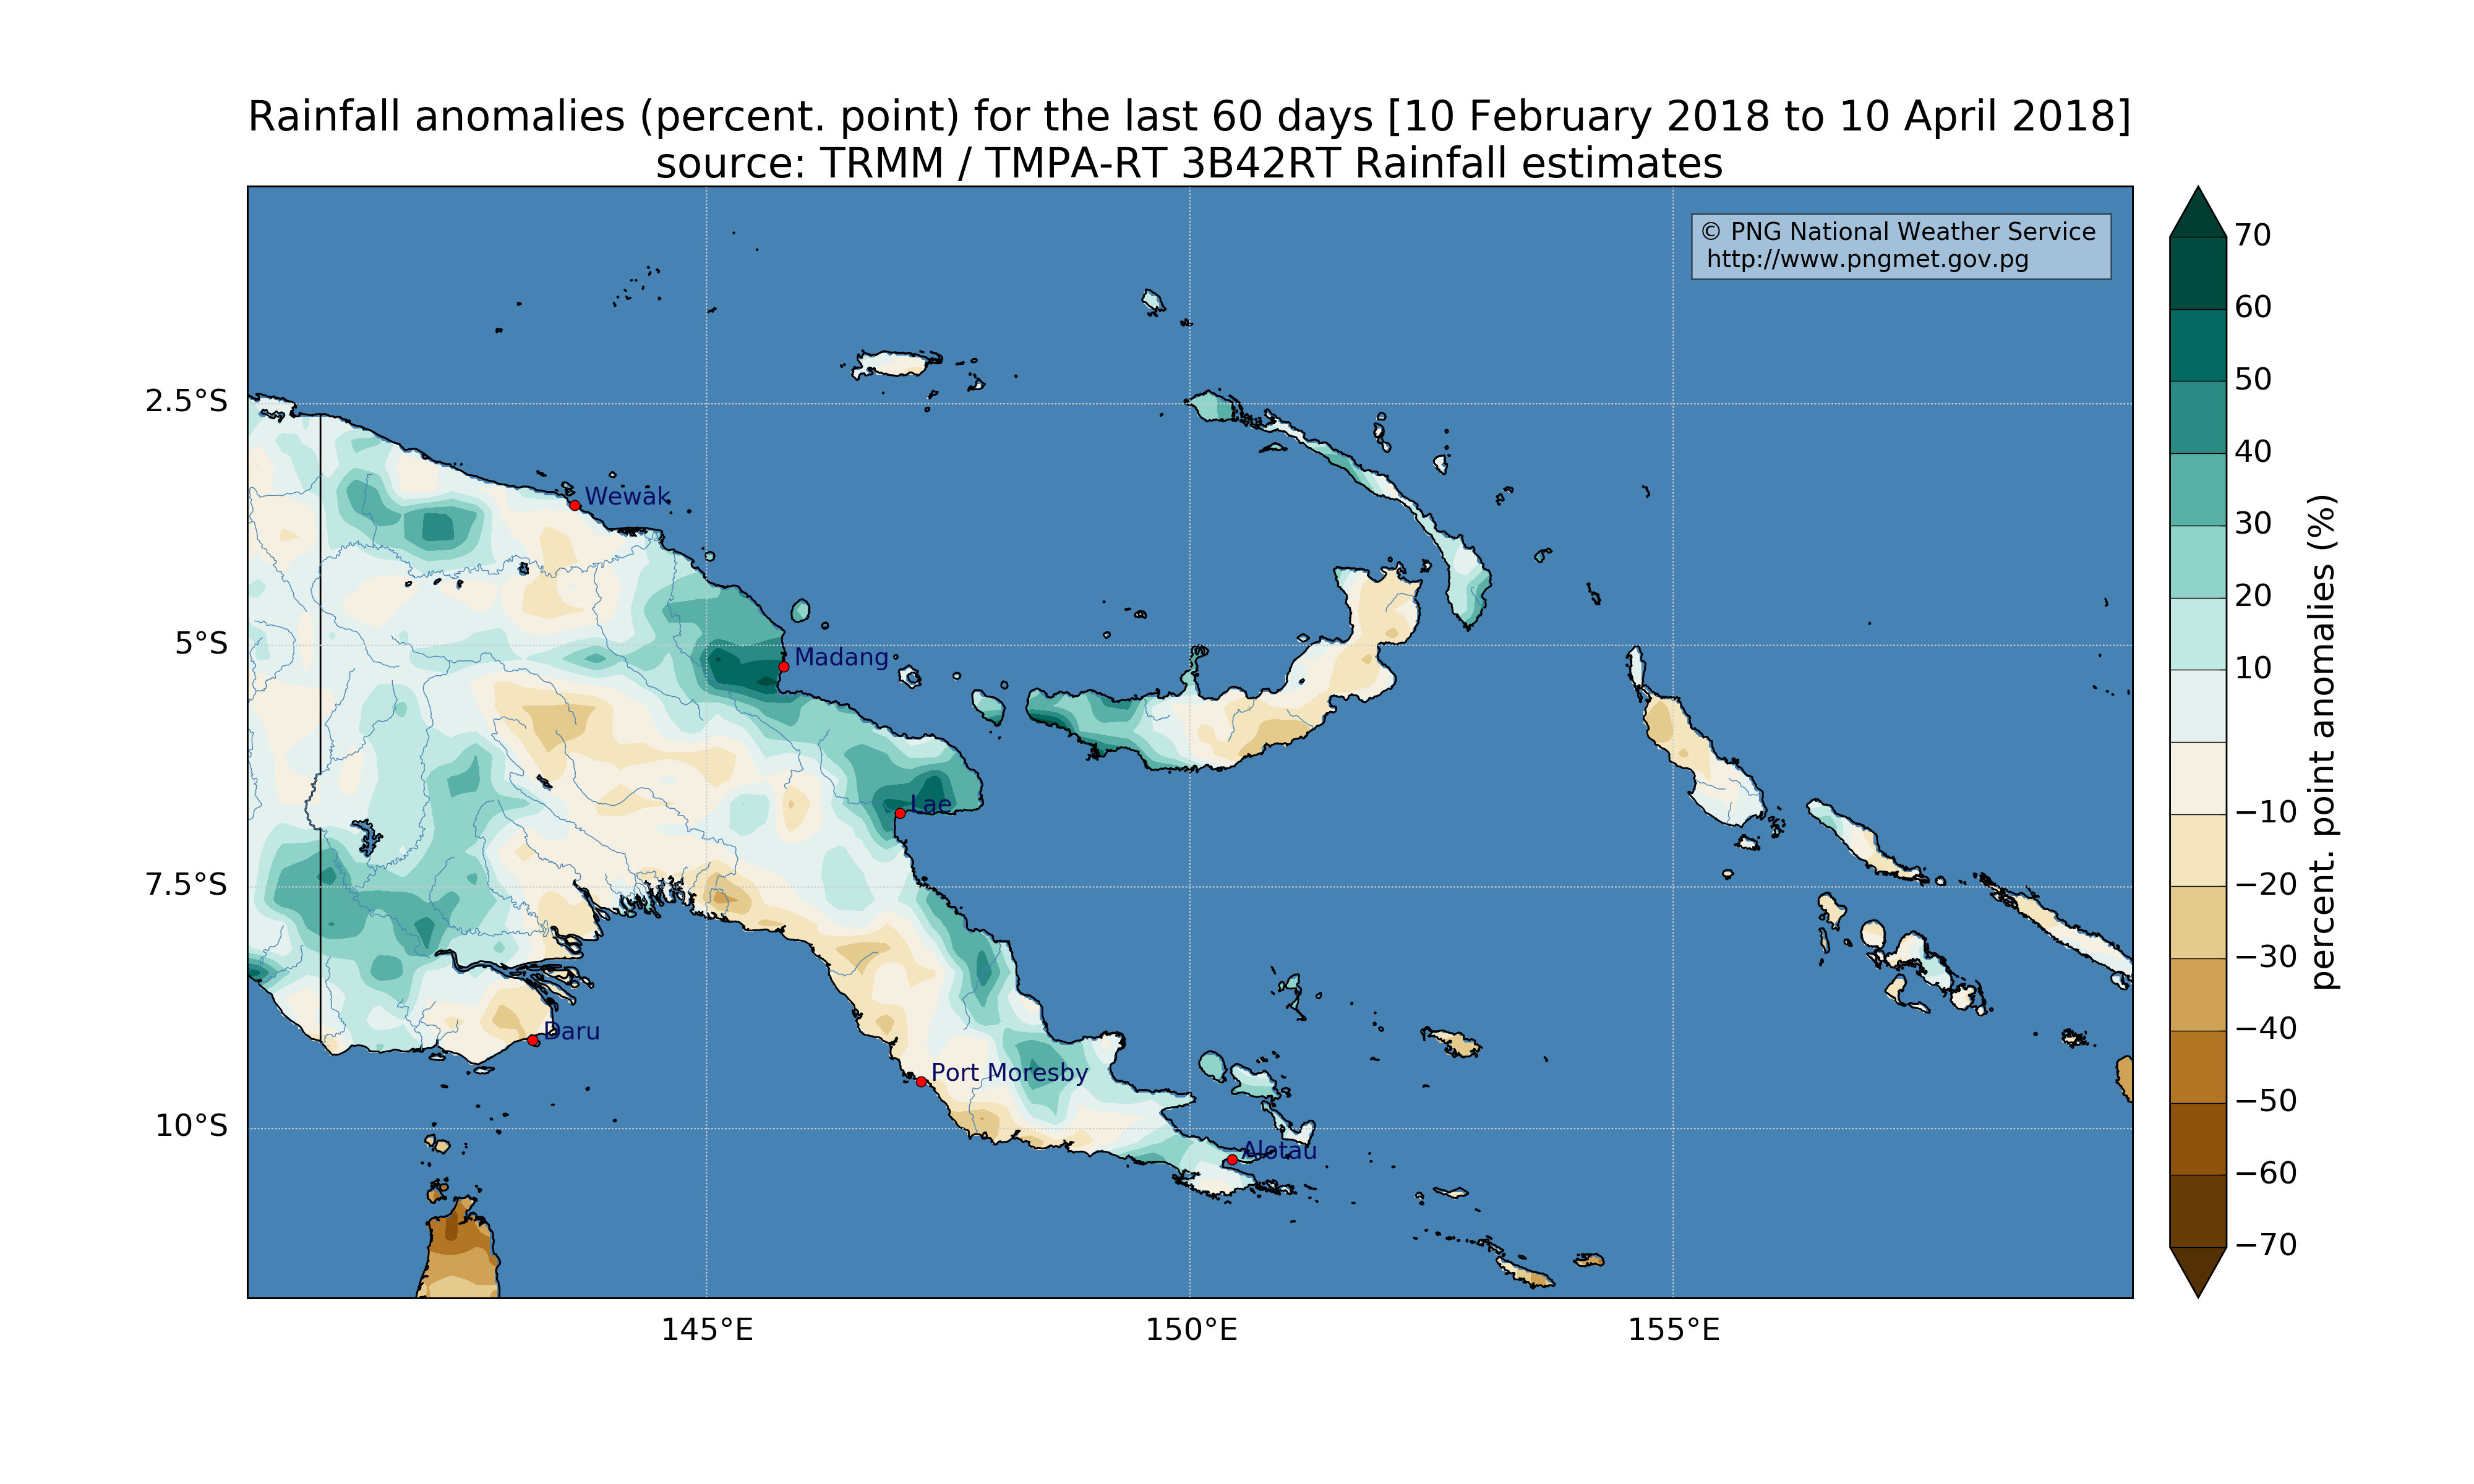 Rainfall anomalies (percent. point) for the last 60 days [10 February 2018 to 10 April 2018]
source: TRMM / TMPA-RT 3B42RT Rainfall estimates
© PNG National Weather Service
http://www.pngmet.gov.pg
2.5°S
5°S
7.5°S
10°S
145°E
150°E
155°E
Wewak
Madang
Lae
Daru
Port Moresby
Alotau
70
60
50
40
30
20
10
−10
−20
−30
−40
−50
−60
−70
percent. point anomalies (%)